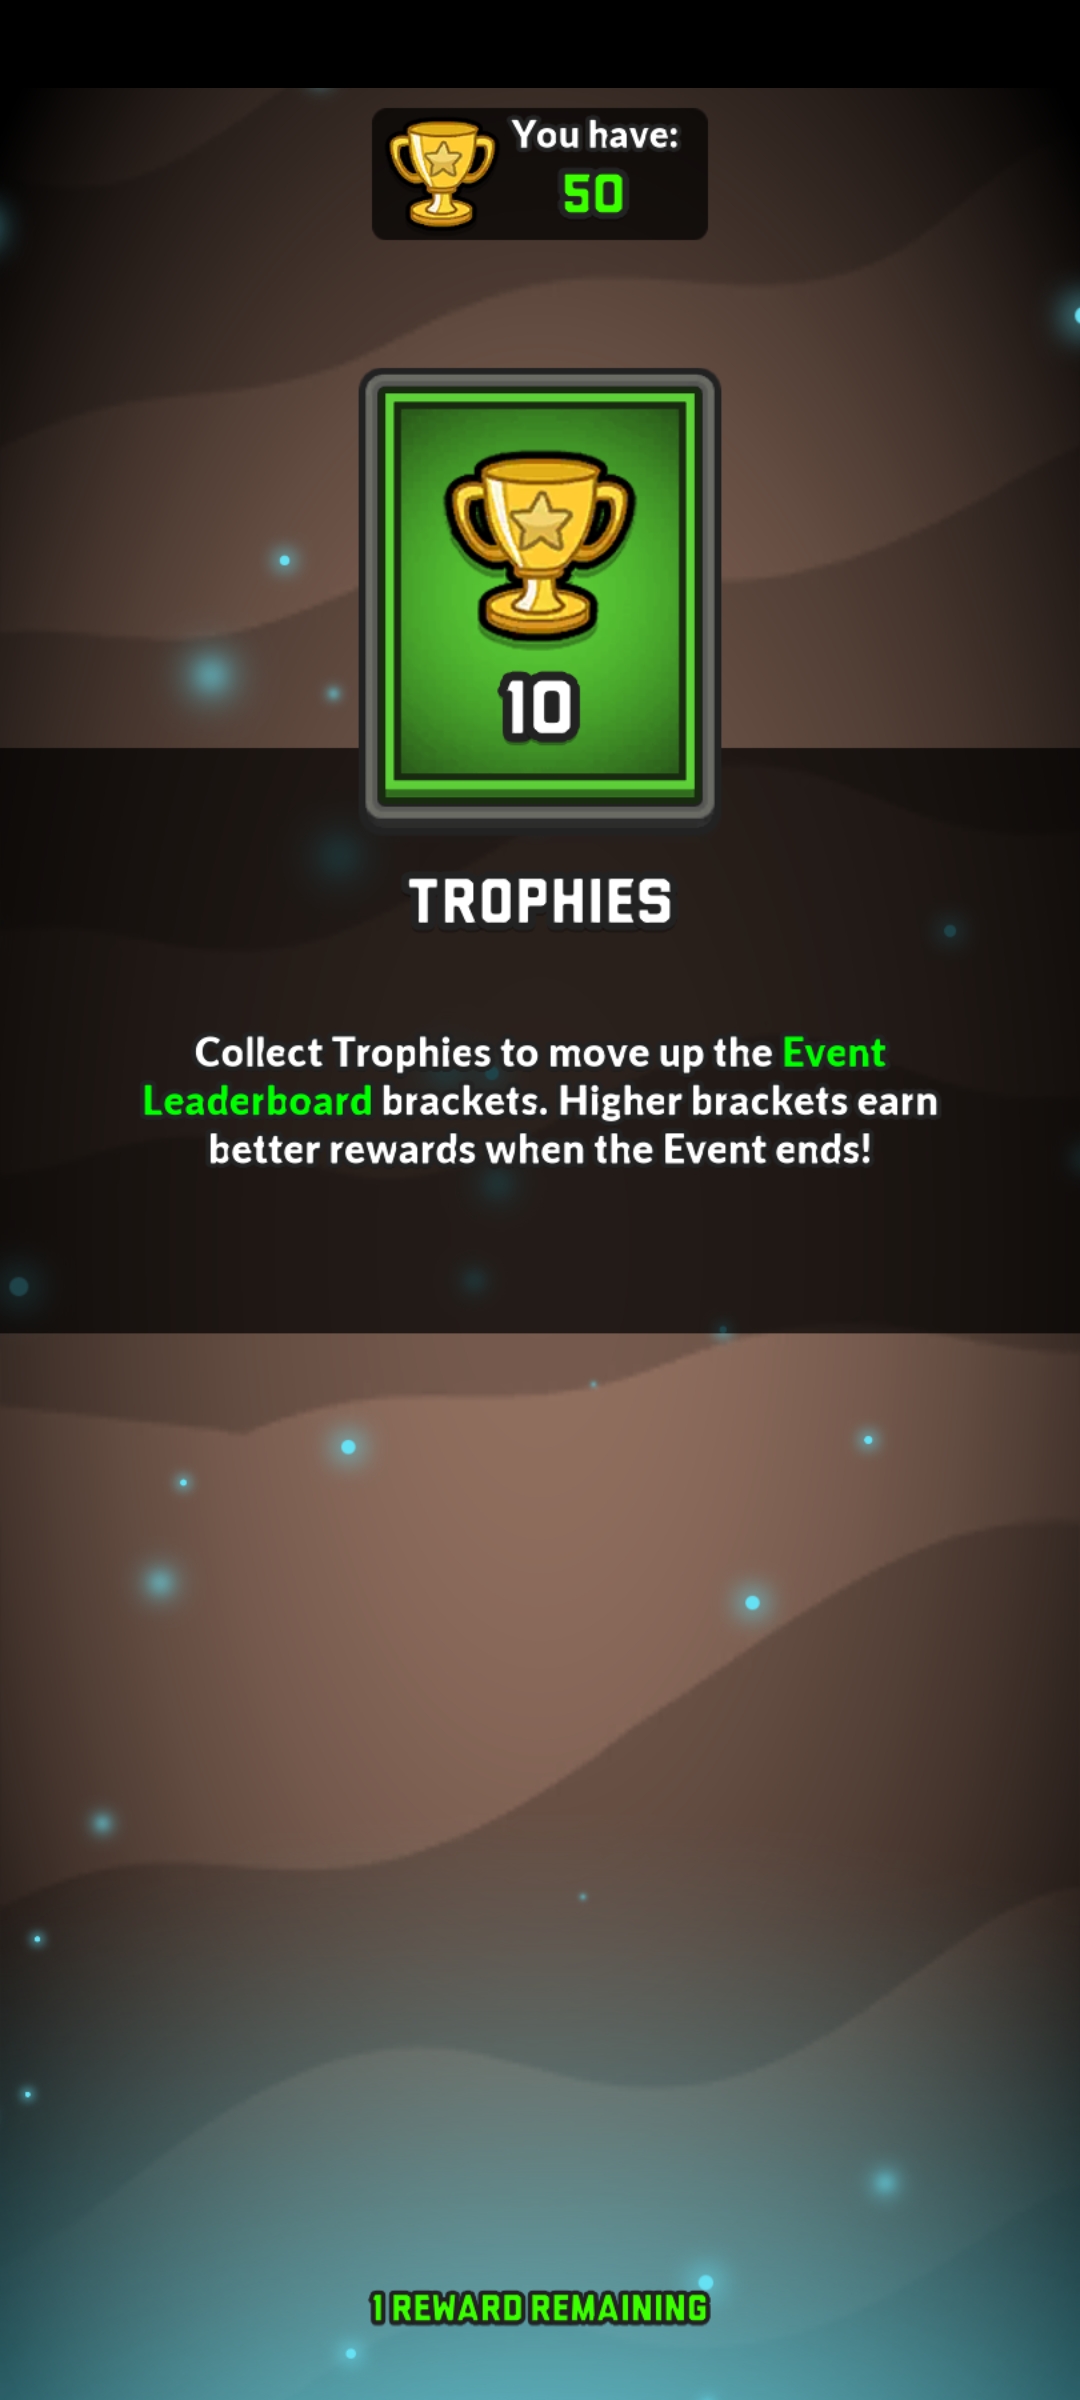 You have:
50
10
TROPHIES
Collect Trophies to move up the Event
Leaderboard brackets. Higher brackets earn
better rewards when the Event ends!
1 REWARD REMAINING